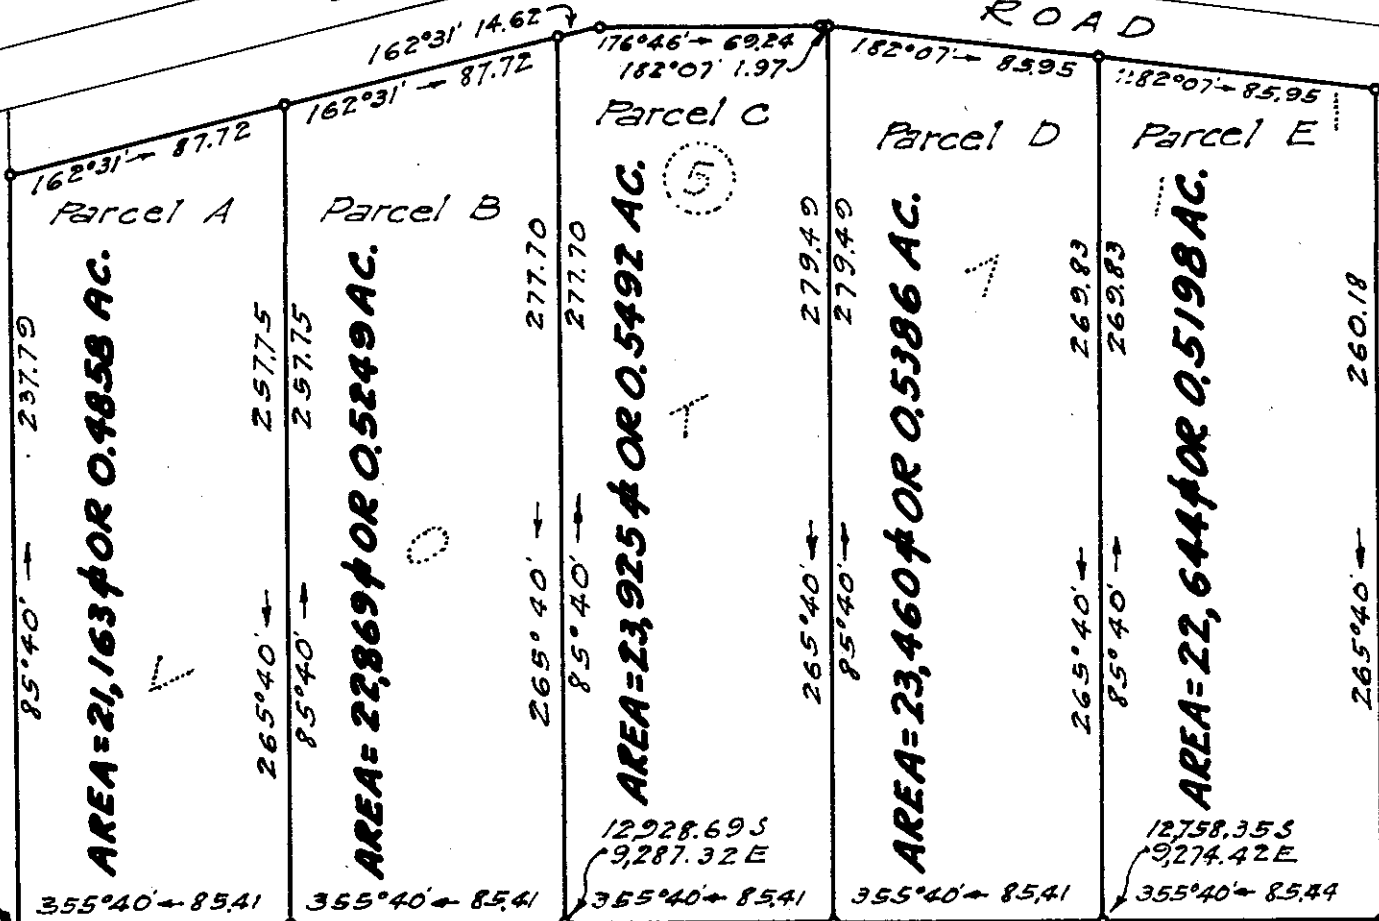 ROAD
162°31' 14.62
176°46' → 69.24
182°07' 1.97
182°07' → 85.95
182°07' → 85.95
162°31' → 87.72
162°31' → 87.72
Parcel A
Parcel B
Parcel C
Parcel D
Parcel E
5
237.79
85°40' →
AREA=21,163⌿ OR 0.4858 AC.
257.75
265°40' ←
257.75
85°40' →
AREA=22,869⌿ OR 0.5249 AC.
277.70
265°40' ←
277.70
85°40' →
AREA=23,925⌿ OR 0.5492 AC.
279.49
265°40' ←
279.49
85°40' →
AREA=23,460⌿ OR 0.5386 AC.
269.83
265°40' ←
269.83
85°40' →
AREA=22,644⌿ OR 0.5198 AC.
260.18
265°40' ←
L
O
T
1
12,928.69 S
9,287.32 E
12,758.35 S
9,274.42 E
355°40' ← 85.41
355°40' ← 85.41
355°40' ← 85.41
355°40' ← 85.41
355°40' ← 85.44